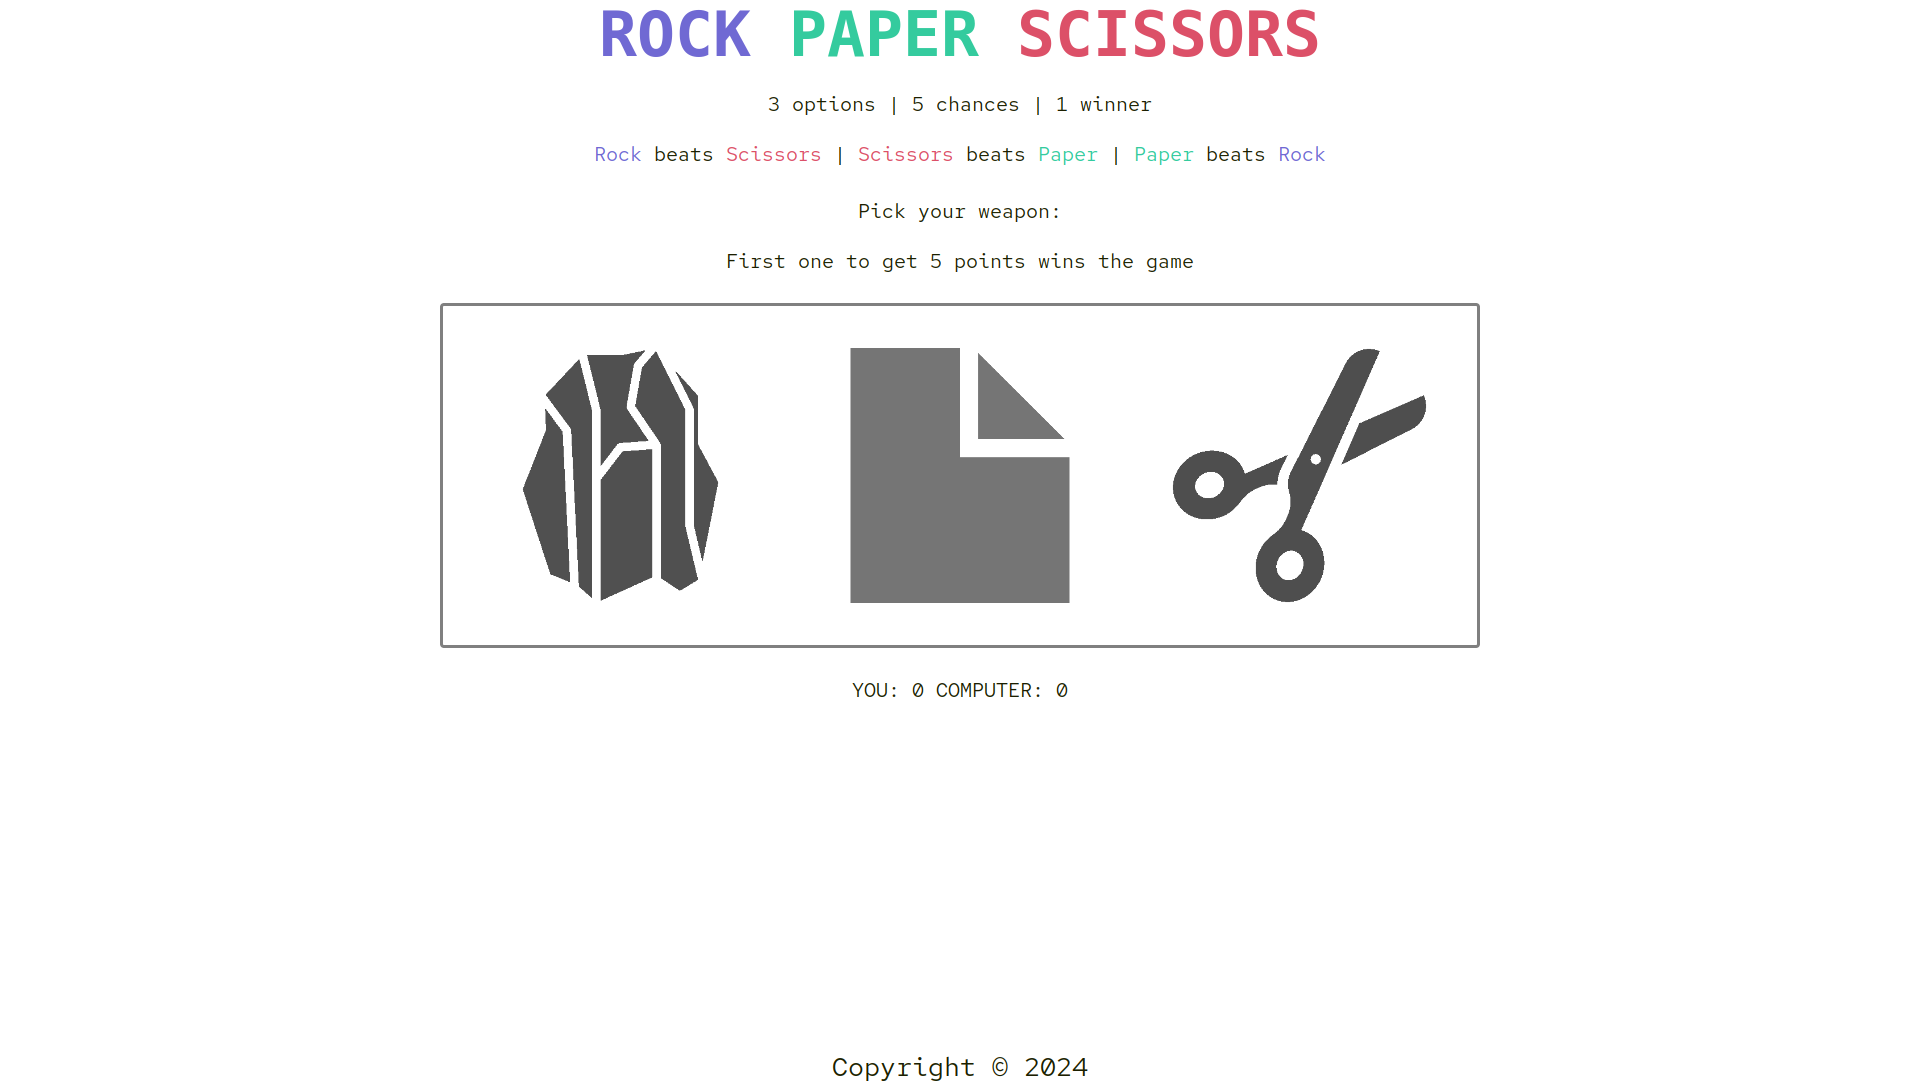 ROCK PAPER SCISSORS
3 options | 5 chances | 1 winner
Rock beats Scissors | Scissors beats Paper | Paper beats Rock
Pick your weapon:
First one to get 5 points wins the game
YOU: 0 COMPUTER: 0
Copyright © 2024